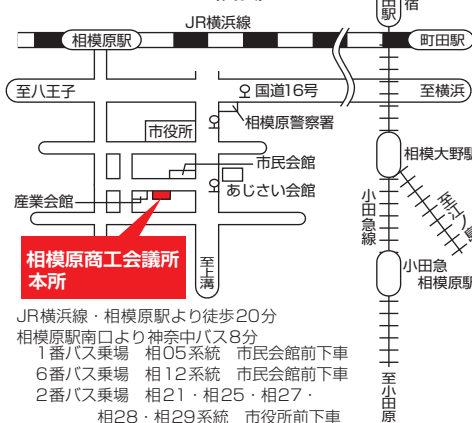 宿
田駅
JR横浜線
相模原駅
町田駅
至八王子
国道16号
至横浜
市役所
相模原警察署
市民会館
相模大野駅
あじさい会館
産業会館
小田急線
相模原商工会議所
本所
至上溝
小田急
相模原駅
JR横浜線・相模原駅より徒歩20分
相模原駅南口より神奈中バス8分
1番バス乗場 相05系統 市民会館前下車
6番バス乗場 相12系統 市民会館前下車
2番バス乗場 相21・相25・相27・
相28・相29系統 市役所前下車
至小田原